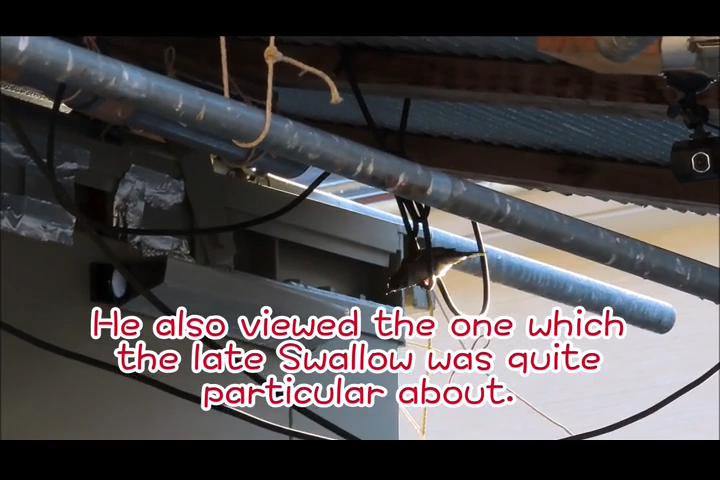 He also viewed the one which
the late Swallow was quite
particular about.